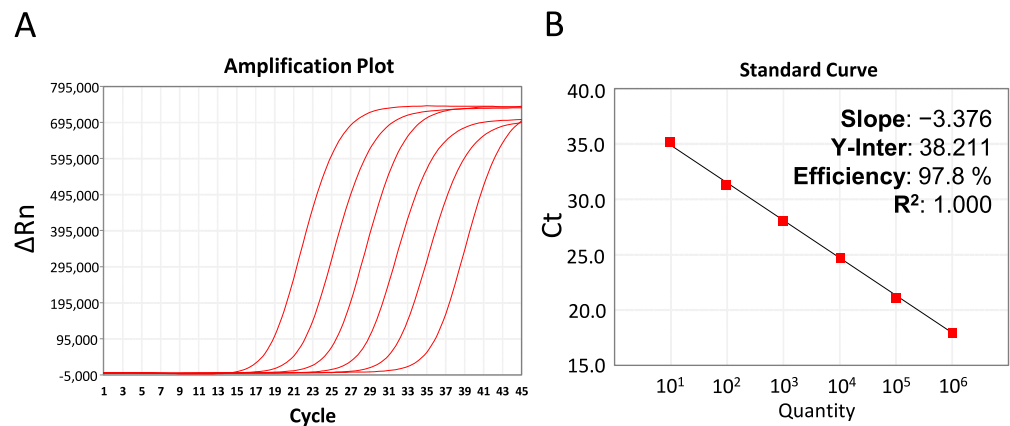 A
Amplification Plot
795,000
695,000
595,000
495,000
395,000
295,000
195,000
95,000
-5,000
ΔRn
1 3 5 7 9 11 13 15 17 19 21 23 25 27 29 31 33 35 37 39 41 43 45
Cycle
B
Standard Curve
40.0
35.0
30.0
25.0
20.0
15.0
Ct
Slope: −3.376
Y-Inter: 38.211
Efficiency: 97.8 %
R²: 1.000
10¹ 10² 10³ 10⁴ 10⁵ 10⁶
Quantity